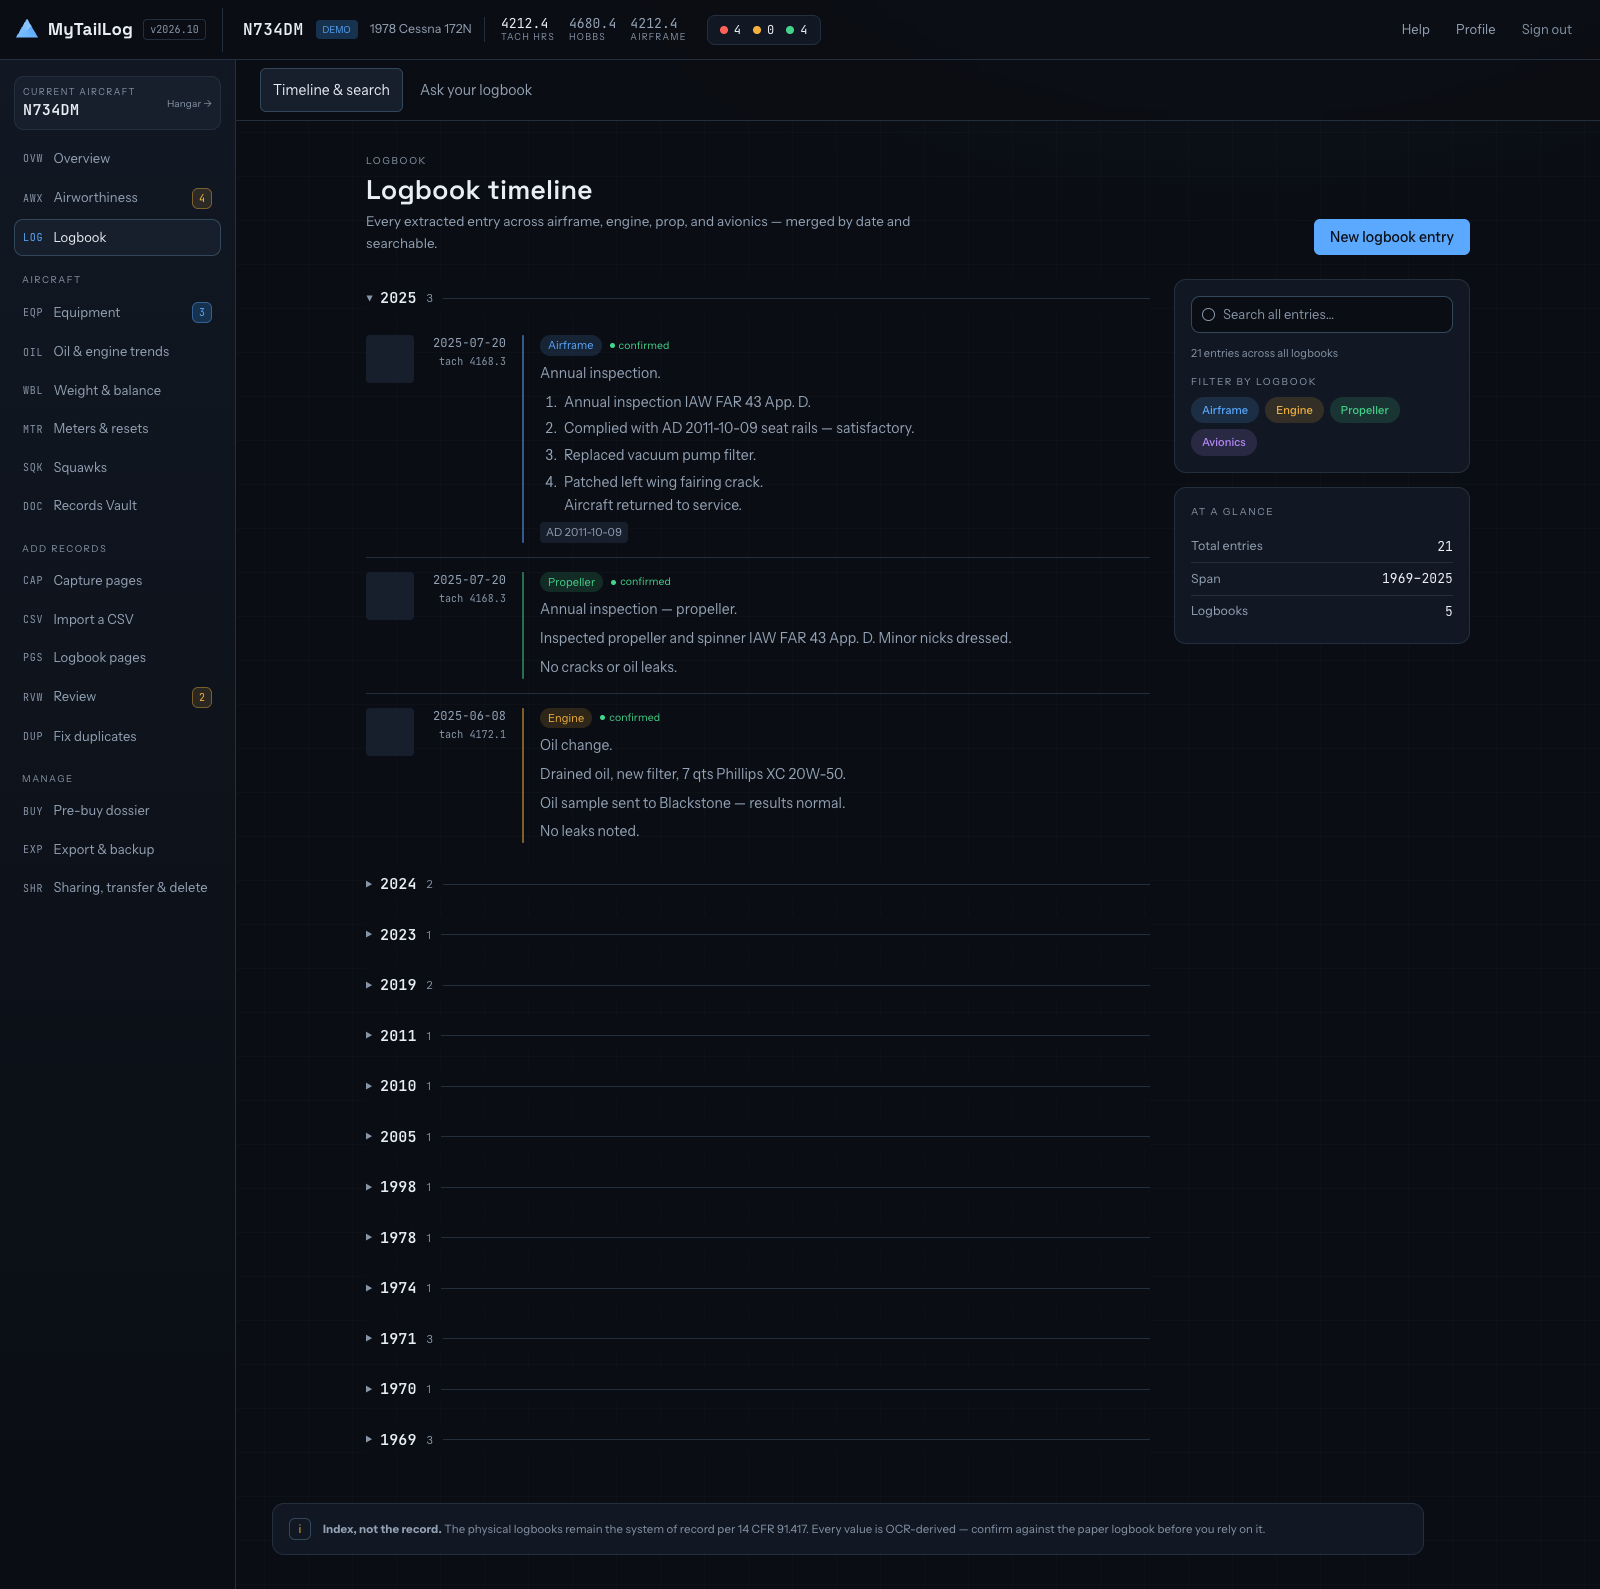 MyTailLog v2026.10
N734DM DEMO 1978 Cessna 172N
4212.4 TACH HRS
4680.4 HOBBS
4212.4 AIRFRAME
4 0 4
Help Profile Sign out
CURRENT AIRCRAFT
N734DM
Hangar →
OVW Overview
AWX Airworthiness 4
LOG Logbook
AIRCRAFT
EQP Equipment 3
OIL Oil & engine trends
WBL Weight & balance
MTR Meters & resets
SQK Squawks
DOC Records Vault
ADD RECORDS
CAP Capture pages
CSV Import a CSV
PGS Logbook pages
RVW Review 2
DUP Fix duplicates
MANAGE
BUY Pre-buy dossier
EXP Export & backup
SHR Sharing, transfer & delete
Timeline & search
Ask your logbook
LOGBOOK
Logbook timeline
Every extracted entry across airframe, engine, prop, and avionics — merged by date and
searchable.
New logbook entry
▼ 2025 3
2025-07-20
tach 4168.3
Airframe ● confirmed
Annual inspection.
1. Annual inspection IAW FAR 43 App. D.
2. Complied with AD 2011-10-09 seat rails — satisfactory.
3. Replaced vacuum pump filter.
4. Patched left wing fairing crack.
Aircraft returned to service.
AD 2011-10-09
2025-07-20
tach 4168.3
Propeller ● confirmed
Annual inspection — propeller.
Inspected propeller and spinner IAW FAR 43 App. D. Minor nicks dressed.
No cracks or oil leaks.
2025-06-08
tach 4172.1
Engine ● confirmed
Oil change.
Drained oil, new filter, 7 qts Phillips XC 20W-50.
Oil sample sent to Blackstone — results normal.
No leaks noted.
▶ 2024 2
▶ 2023 1
▶ 2019 2
▶ 2011 1
▶ 2010 1
▶ 2005 1
▶ 1998 1
▶ 1978 1
▶ 1974 1
▶ 1971 3
▶ 1970 1
▶ 1969 3
Search all entries...
21 entries across all logbooks
FILTER BY LOGBOOK
Airframe Engine Propeller
Avionics
AT A GLANCE
Total entries 21
Span 1969–2025
Logbooks 5
i Index, not the record. The physical logbooks remain the system of record per 14 CFR 91.417. Every value is OCR-derived — confirm against the paper logbook before you rely on it.